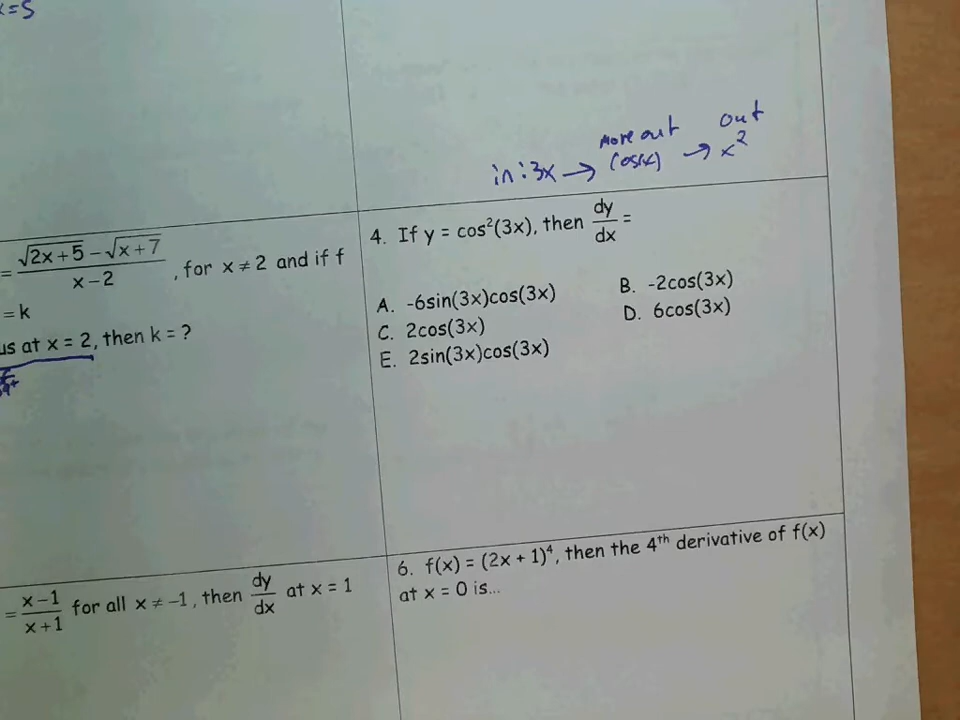 x=5
more out out
in: 3x → cos(x) → x²
= (√(2x+5) − √(x+7))/(x−2), for x ≠ 2 and if f
= k
us at x = 2, then k = ?
4. If y = cos²(3x), then dy/dx =
A. -6sin(3x)cos(3x) B. -2cos(3x)
C. 2cos(3x) D. 6cos(3x)
E. 2sin(3x)cos(3x)
= (x−1)/(x+1) for all x ≠ −1, then dy/dx at x = 1
6. f(x) = (2x + 1)⁴, then the 4th derivative of f(x)
at x = 0 is...